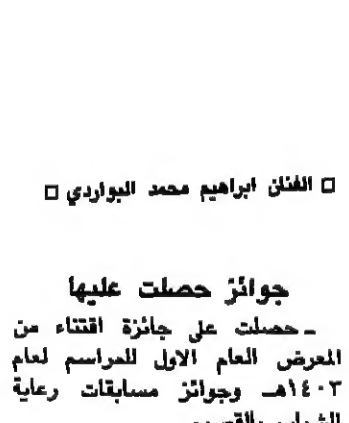 □ الفنان ابراهيم محمد البواردي □
جوائز حصلت عليها
ـ حصلت على جائزة اقتناء من
المعرض العام الاول للمراسم لعام
١٤٠٣هـ وجوائز مسابقات رعاية